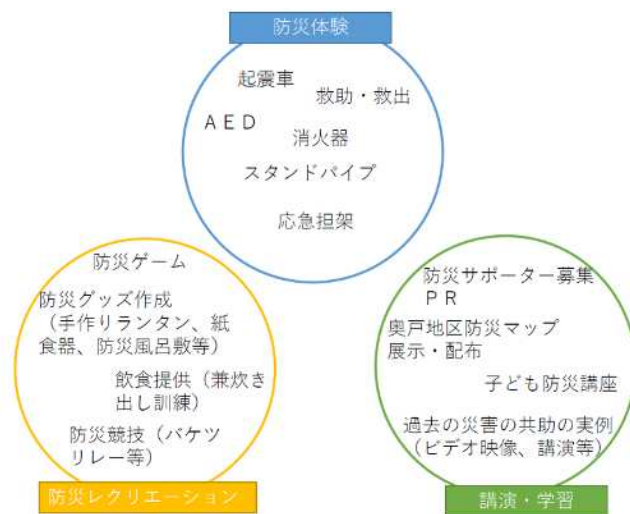 防災体験
起震車
救助・救出
ＡＥＤ
消火器
スタンドパイプ
応急担架
防災ゲーム
防災グッズ作成
（手作りランタン、紙
食器、防災風呂敷等）
飲食提供（兼炊き
出し訓練）
防災競技（バケツ
リレー等）
防災レクリエーション
防災サポーター募集
ＰＲ
奥戸地区防災マップ
展示・配布
子ども防災講座
過去の災害の共助の実例
（ビデオ映像、講演等）
講演・学習